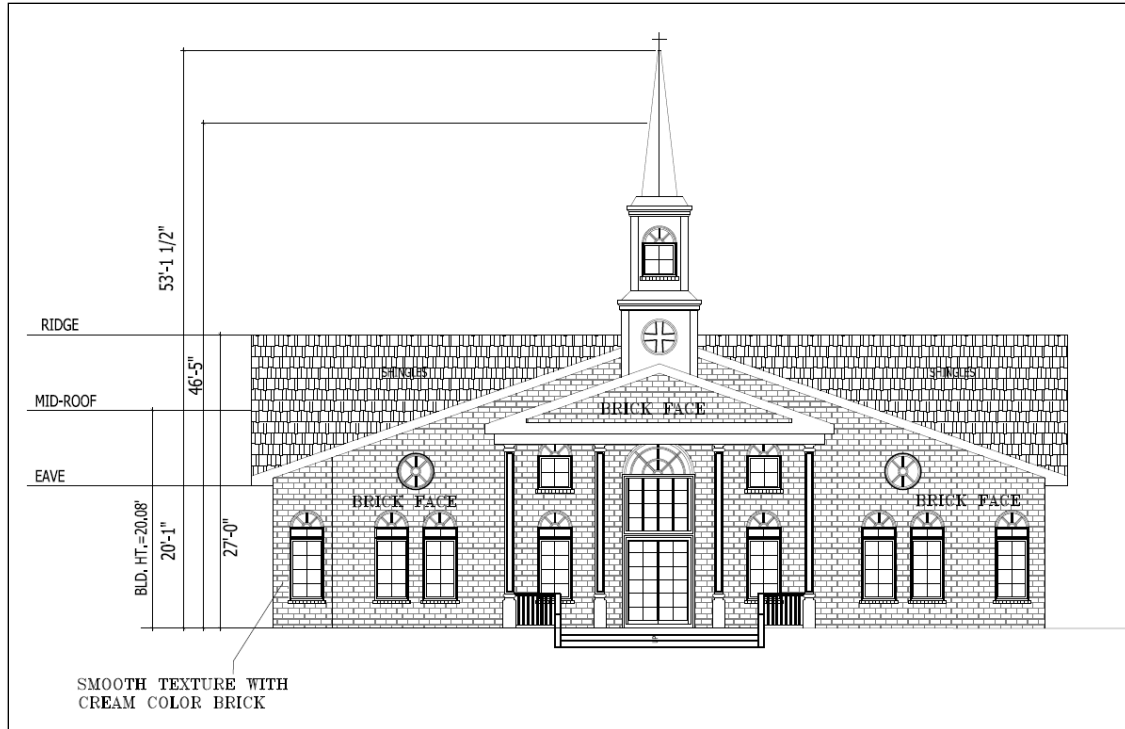 53'-1 1/2"
46'-5"
RIDGE
SHINGLES
SHINGLES
MID-ROOF
BRICK FACE
EAVE
BRICK FACE
BRICK FACE
BLD. HT.=20.08'
20'-1"
27'-0"
UP
SMOOTH TEXTURE WITH
CREAM COLOR BRICK